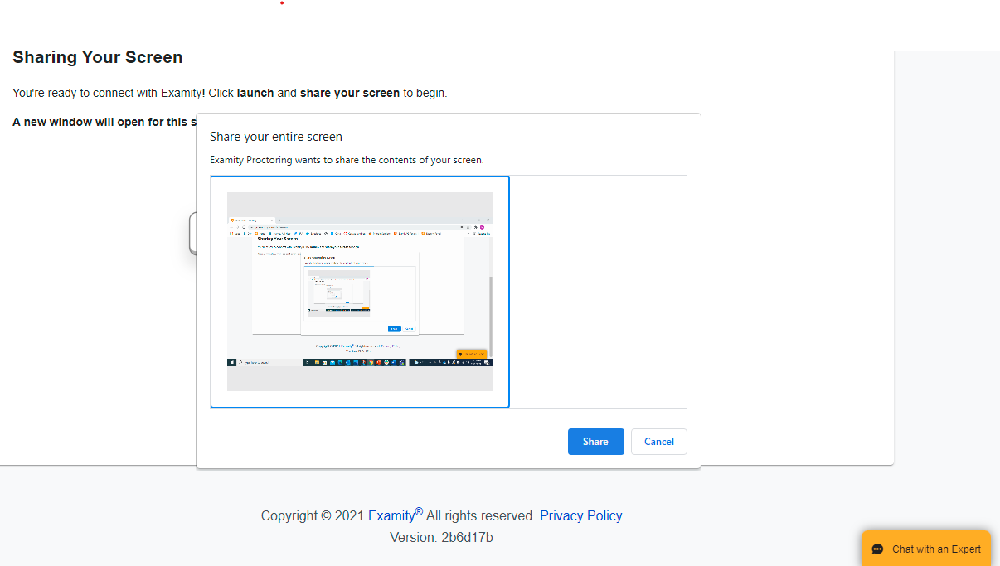 Sharing Your Screen
You're ready to connect with Examity! Click launch and share your screen to begin.
A new window will open for this s
Share your entire screen
Examity Proctoring wants to share the contents of your screen.
Sharing Your Screen
Share Cancel
Copyright © 2021 Examity® All rights reserved. Privacy Policy
Version: 2b6d17b
Chat with an Expert